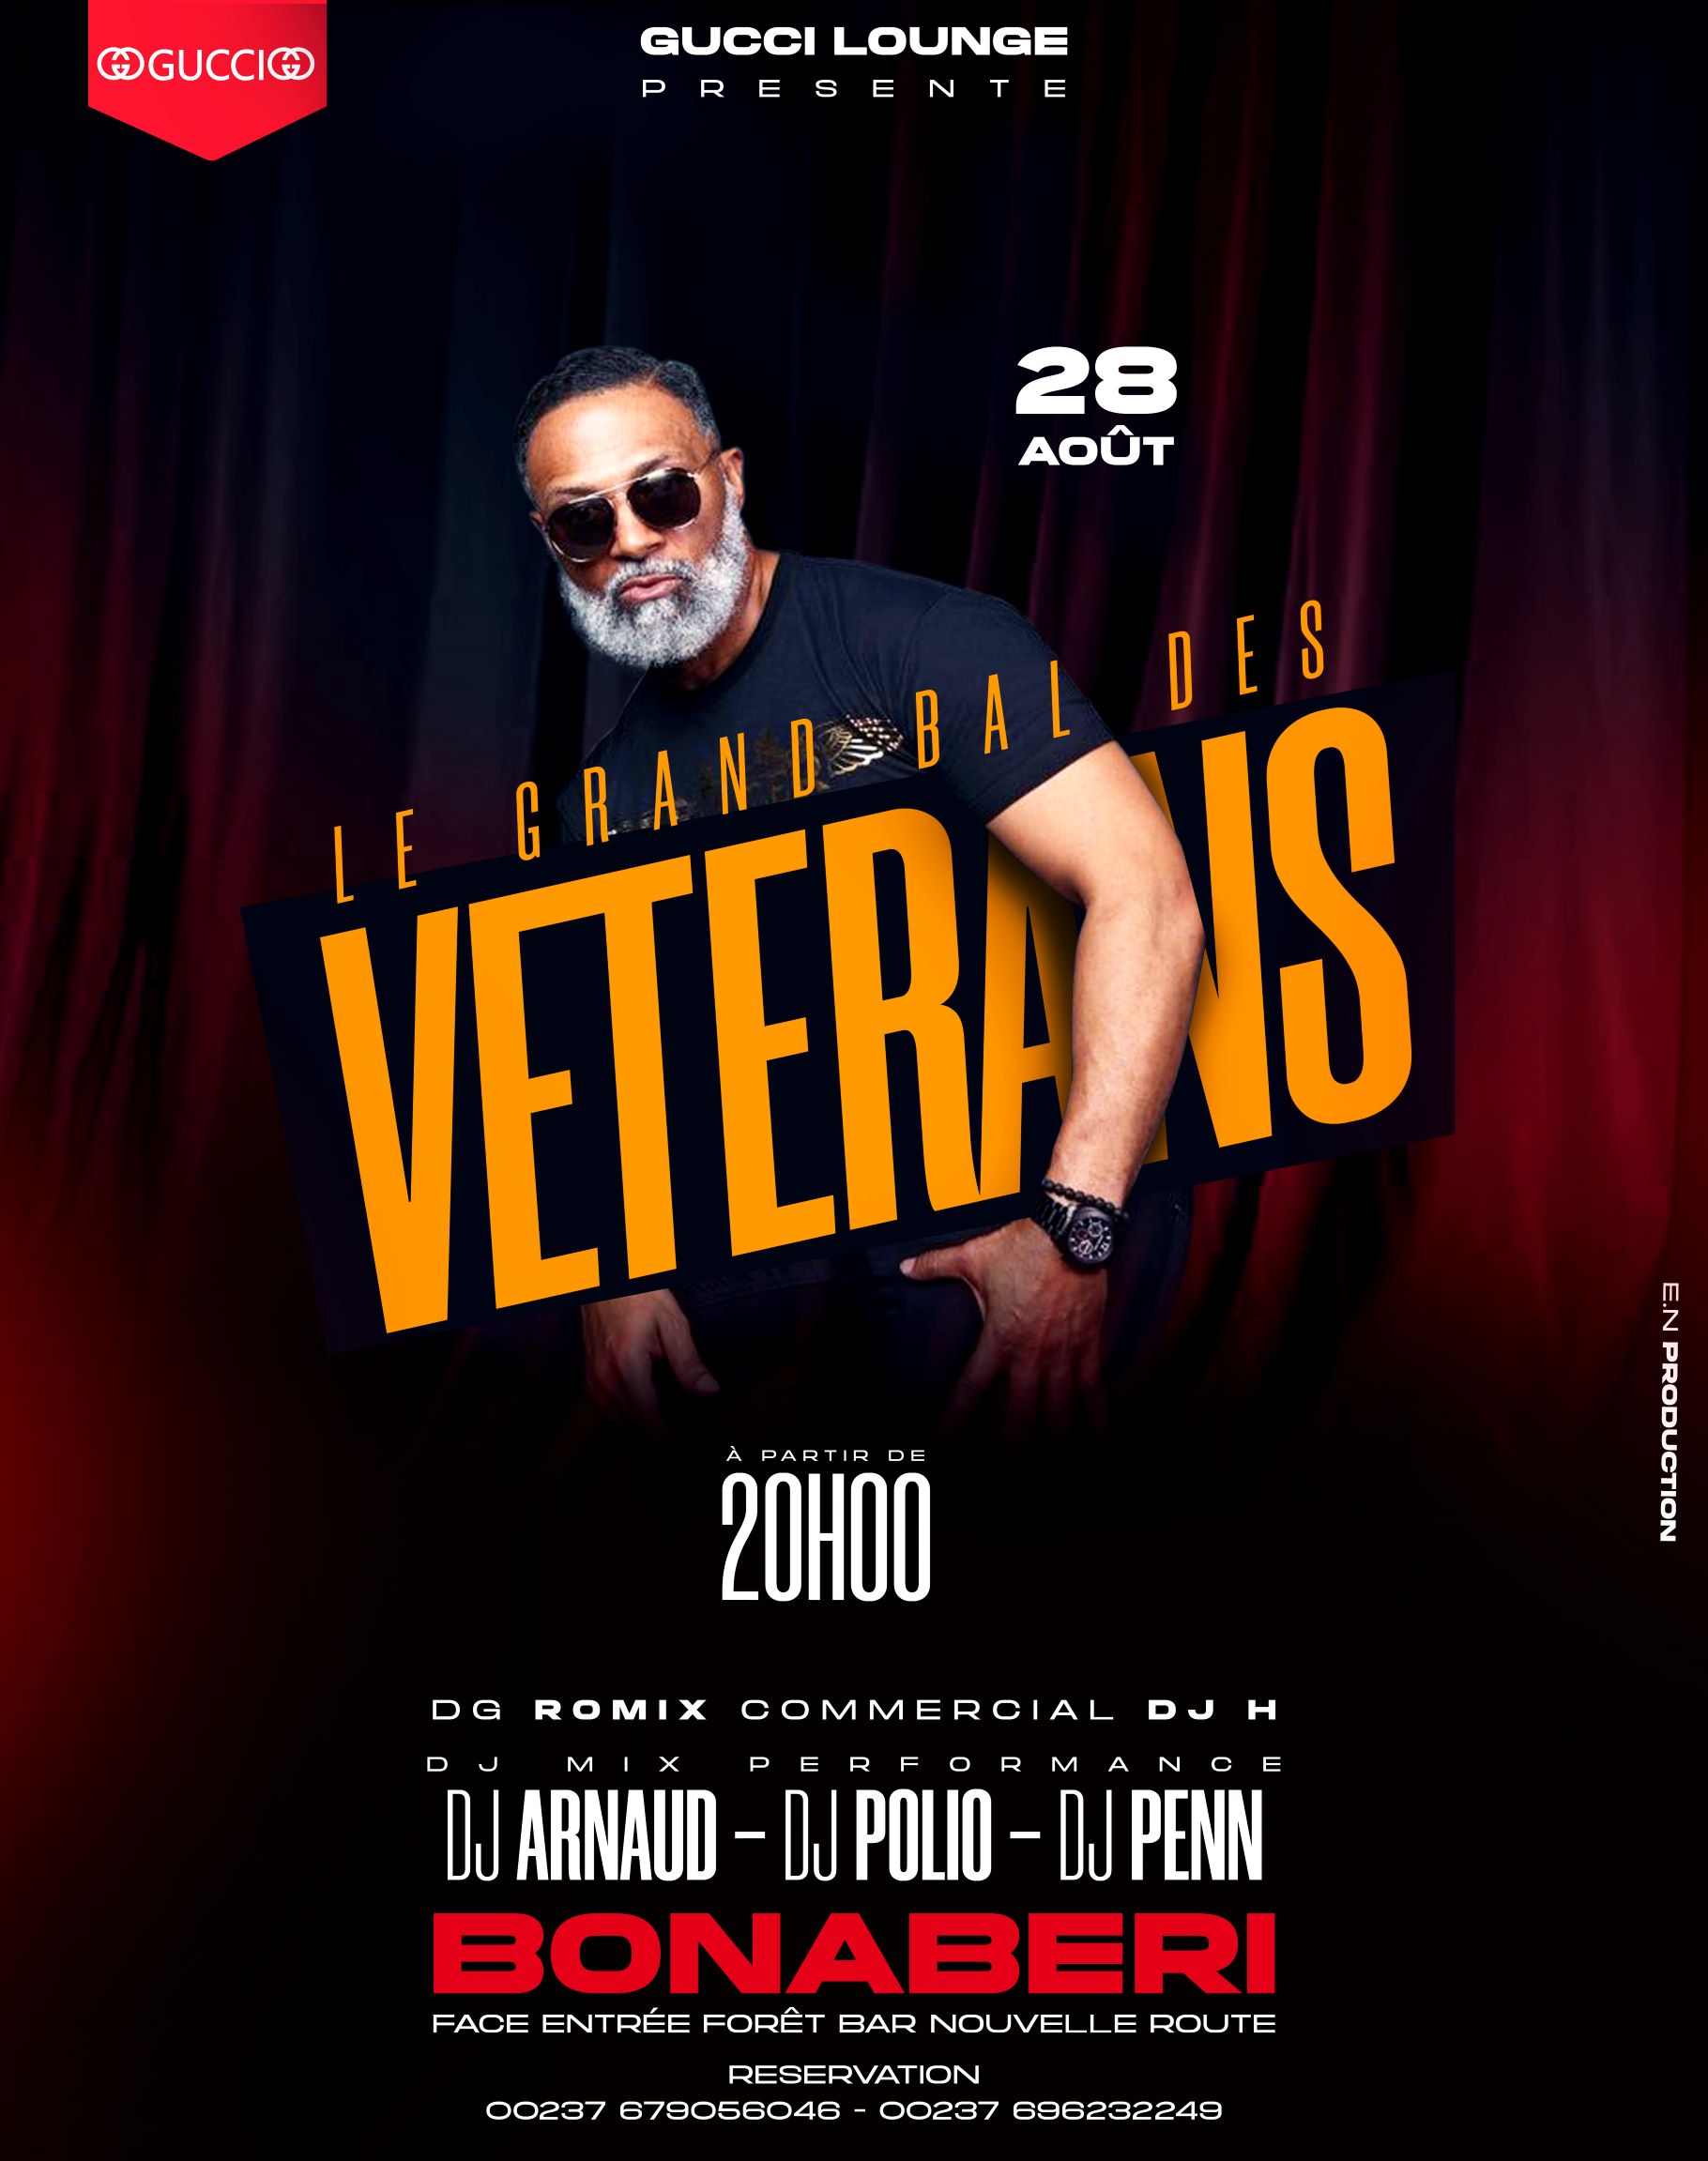 GUCCI
GUCCI LOUNGE
PRESENTE
28
AOÛT
LE GRAND BAL DES
VETERANS
À PARTIR DE
20H00
E.N PRODUCTION
DG ROMIX COMMERCIAL DJ H
DJ MIX PERFORMANCE
DJ ARNAUD - DJ POLIO - DJ PENN
BONABERI
FACE ENTRÉE FORÊT BAR NOUVELLE ROUTE
RESERVATION
00237 679056046 - 00237 696232249